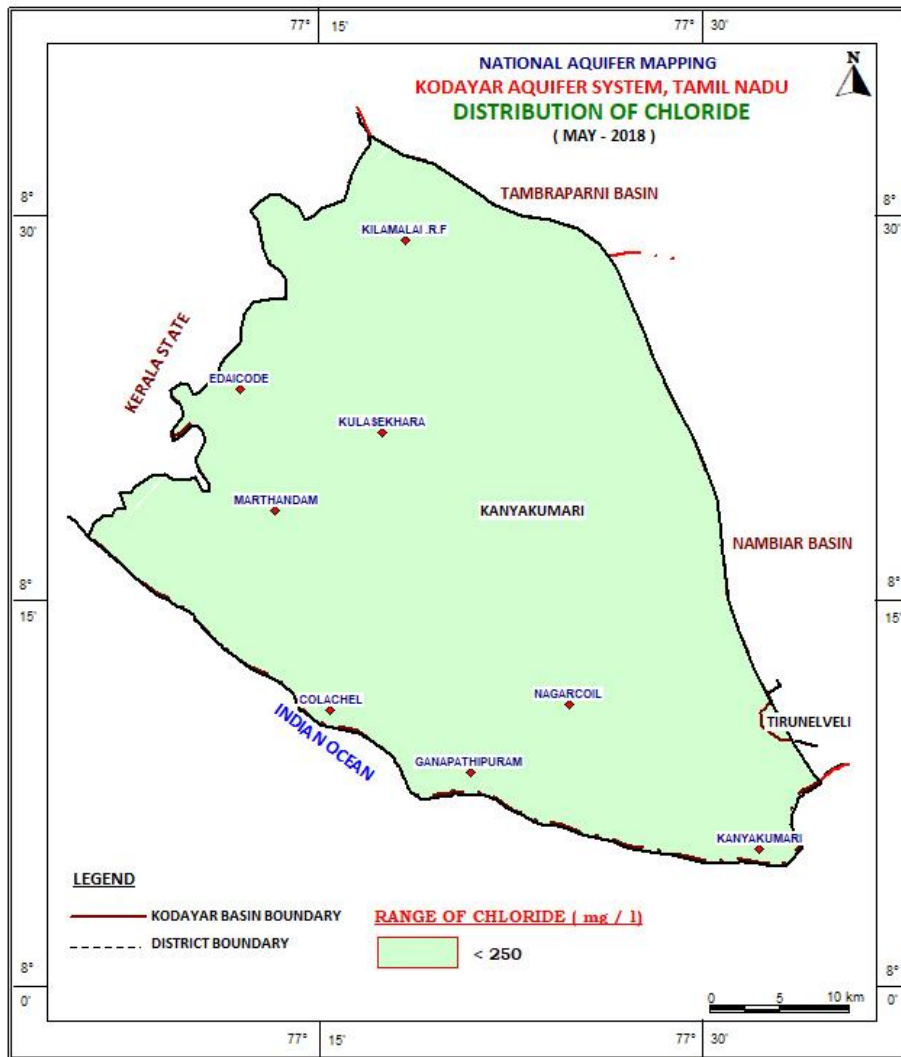 77° 15' 77° 30'
NATIONAL AQUIFER MAPPING
KODAYAR AQUIFER SYSTEM, TAMIL NADU
DISTRIBUTION OF CHLORIDE
( MAY - 2018 )
N
8° 30'
8° 30'
TAMBRAPARNI BASIN
KILAMALAI .R.F
KERALA STATE
EDAICODE
KULASEKHARA
MARTHANDAM
KANYAKUMARI
NAMBIAR BASIN
8° 15'
8° 15'
COLACHEL
NAGARCOIL
INDIAN OCEAN
TIRUNELVELI
GANAPATHIPURAM
KANYAKUMARI
LEGEND
KODAYAR BASIN BOUNDARY
DISTRICT BOUNDARY
RANGE OF CHLORIDE ( mg / l)
< 250
8° 0'
8° 0'
0 5 10 km
77° 15' 77° 30'